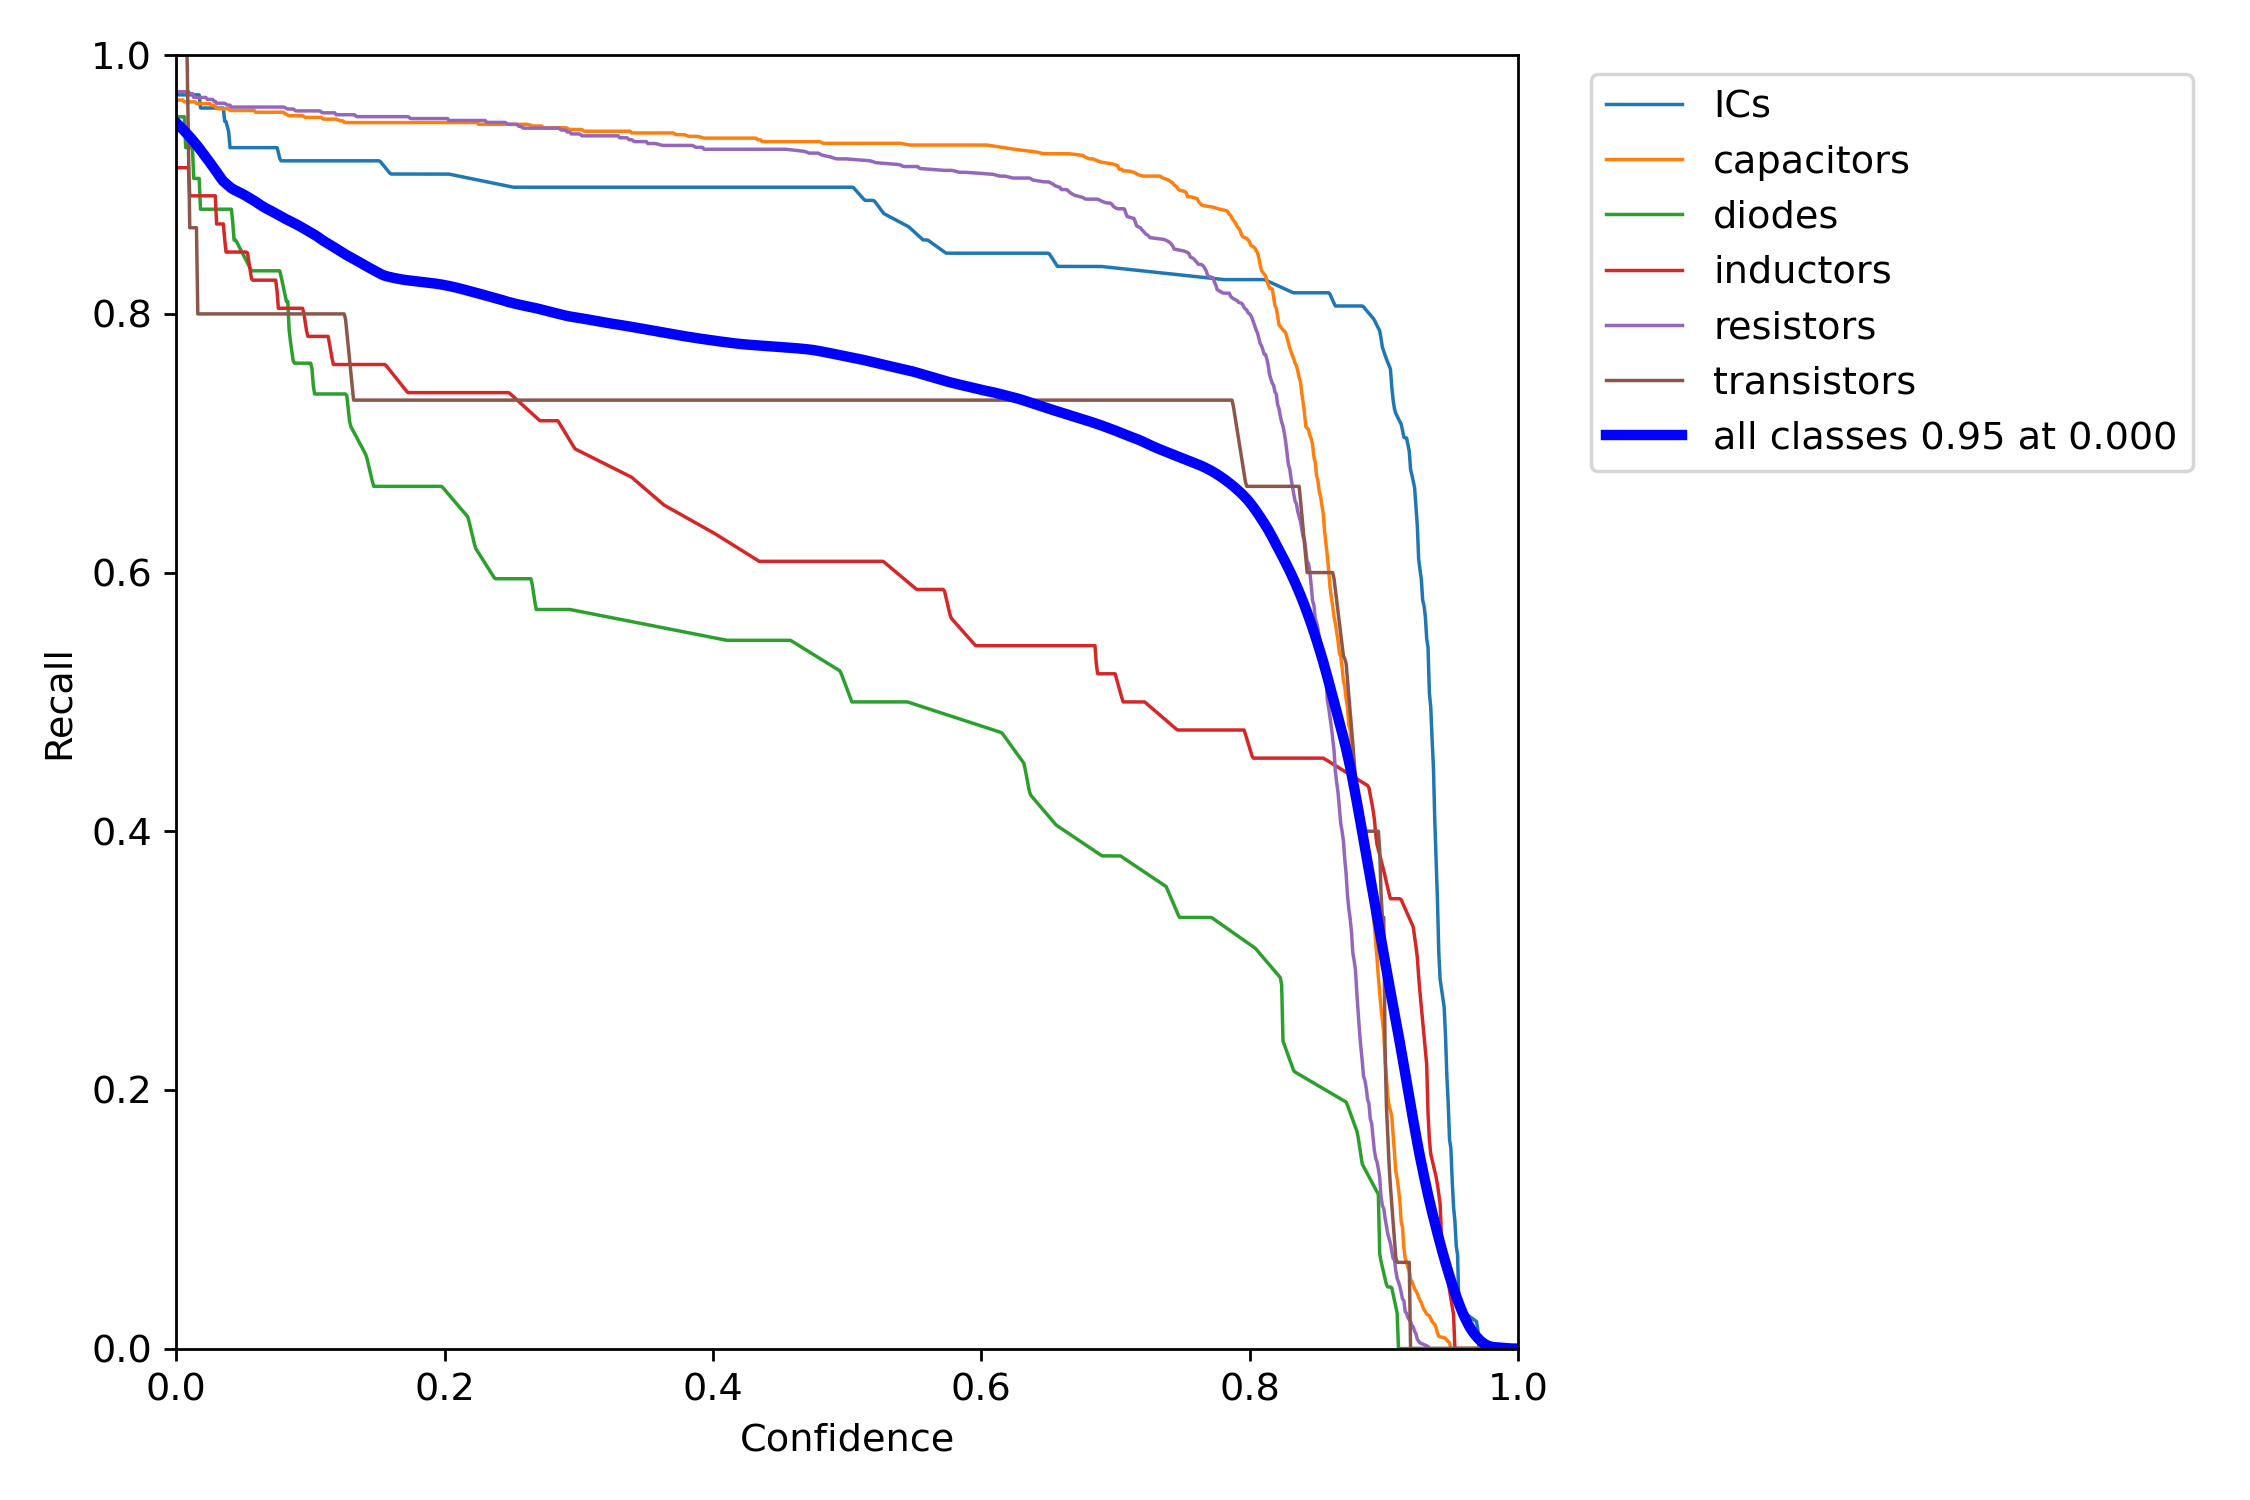 1.0
0.8
0.6
0.4
0.2
0.0
Recall
0.0 0.2 0.4 0.6 0.8 1.0
Confidence
ICs
capacitors
diodes
inductors
resistors
transistors
all classes 0.95 at 0.000